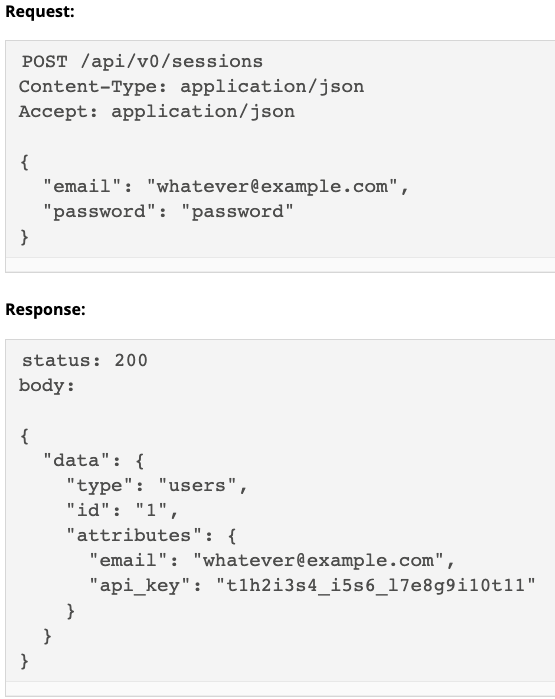 Request:
POST /api/v0/sessions
Content-Type: application/json
Accept: application/json
{
"email": "whatever@example.com",
"password": "password"
}
Response:
status: 200
body:
{
"data": {
"type": "users",
"id": "1",
"attributes": {
"email": "whatever@example.com",
"api_key": "t1h2i3s4_i5s6_l7e8g9i10t11"
}
}
}